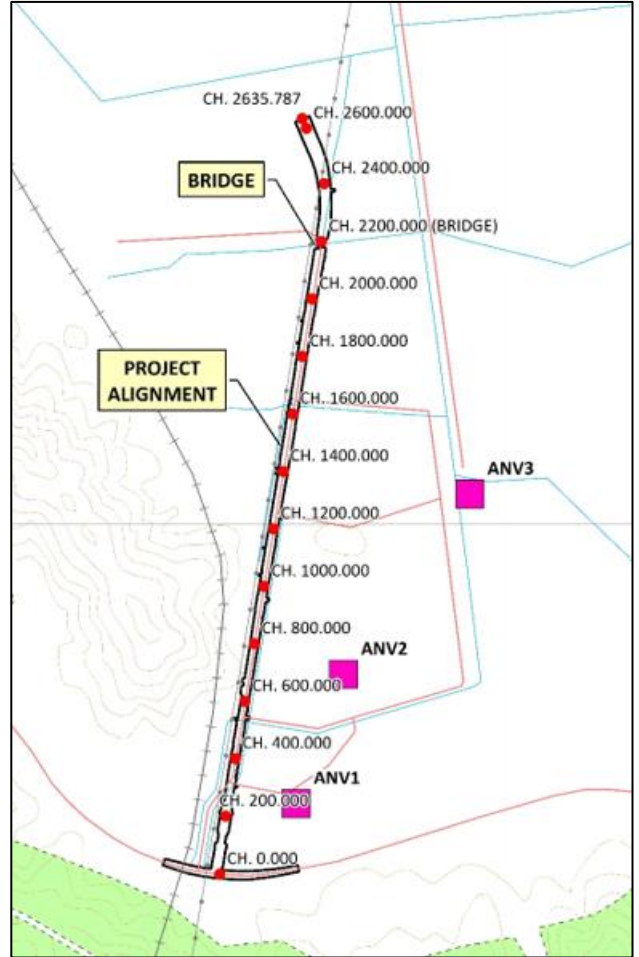 CH. 2635.787
CH. 2600.000
BRIDGE
CH. 2400.000
CH. 2200.000 (BRIDGE)
CH. 2000.000
CH. 1800.000
PROJECT
ALIGNMENT
CH. 1600.000
CH. 1400.000
ANV3
CH. 1200.000
CH. 1000.000
CH. 800.000
ANV2
CH. 600.000
CH. 400.000
ANV1
CH. 200.000
CH. 0.000